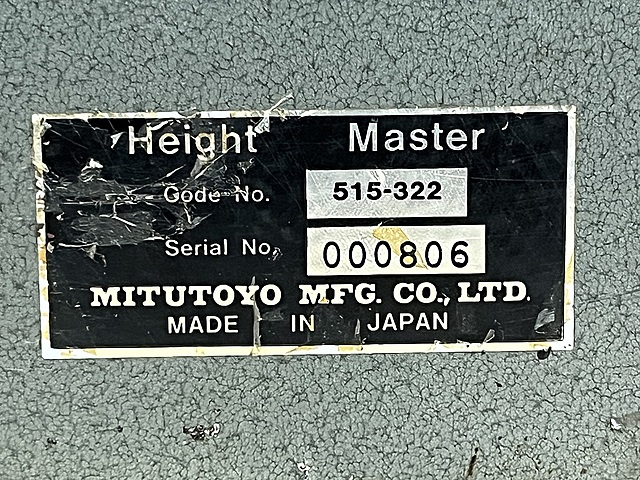 Height Master
Code No. 515-322
Serial No. 000806
MITUTOYO MFG. CO., LTD.
MADE IN JAPAN